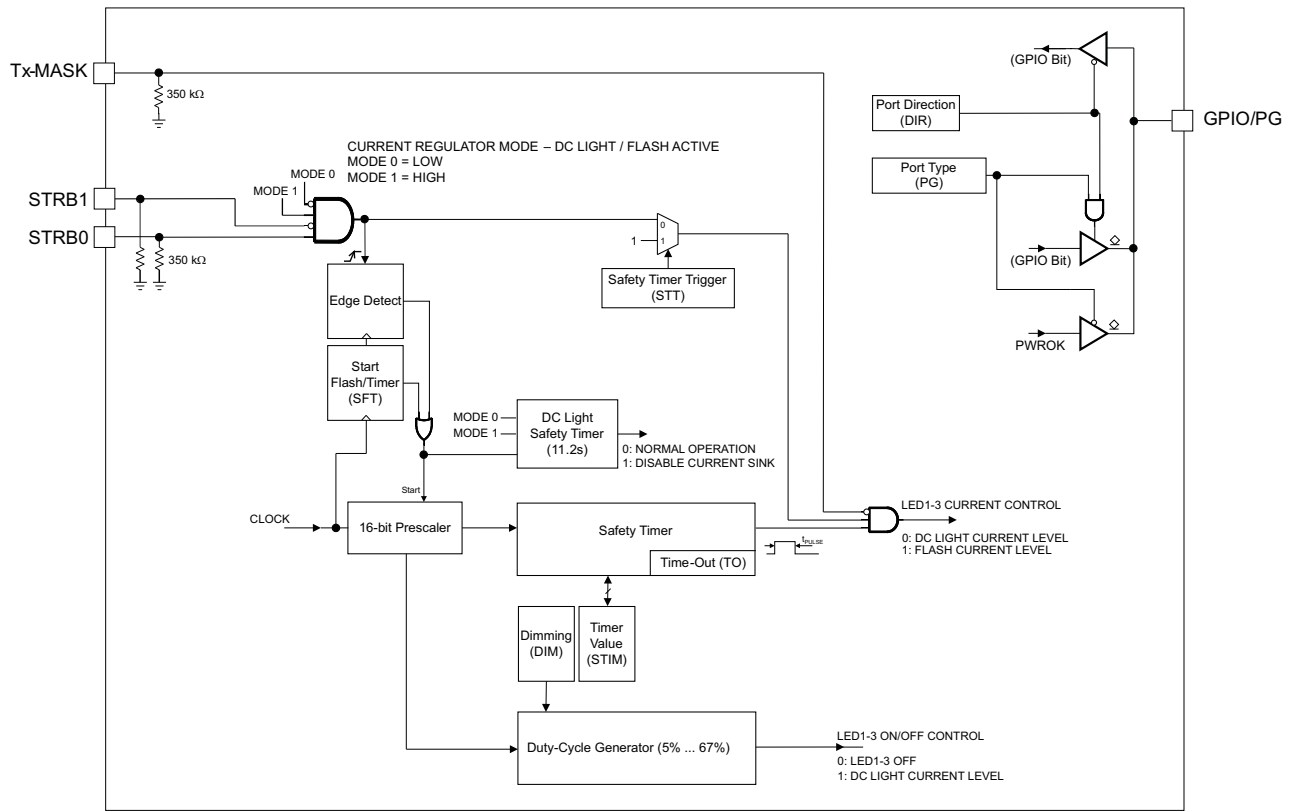 Tx-MASK
350 kΩ
(GPIO Bit)
Port Direction
(DIR)
GPIO/PG
CURRENT REGULATOR MODE – DC LIGHT / FLASH ACTIVE
MODE 0 = LOW
MODE 1 = HIGH
MODE 0
MODE 1
Port Type
(PG)
STRB1
STRB0
350 kΩ
0
1
1
(GPIO Bit)
Safety Timer Trigger
(STT)
Edge Detect
PWROK
Start
Flash/Timer
(SFT)
MODE 0
MODE 1
DC Light
Safety Timer
(11.2s)
0: NORMAL OPERATION
1: DISABLE CURRENT SINK
Start
CLOCK
16-bit Prescaler
Safety Timer
Time-Out (TO)
tPULSE
LED1-3 CURRENT CONTROL
0: DC LIGHT CURRENT LEVEL
1: FLASH CURRENT LEVEL
Dimming
(DIM)
Timer
Value
(STIM)
Duty-Cycle Generator (5% ... 67%)
LED1-3 ON/OFF CONTROL
0: LED1-3 OFF
1: DC LIGHT CURRENT LEVEL